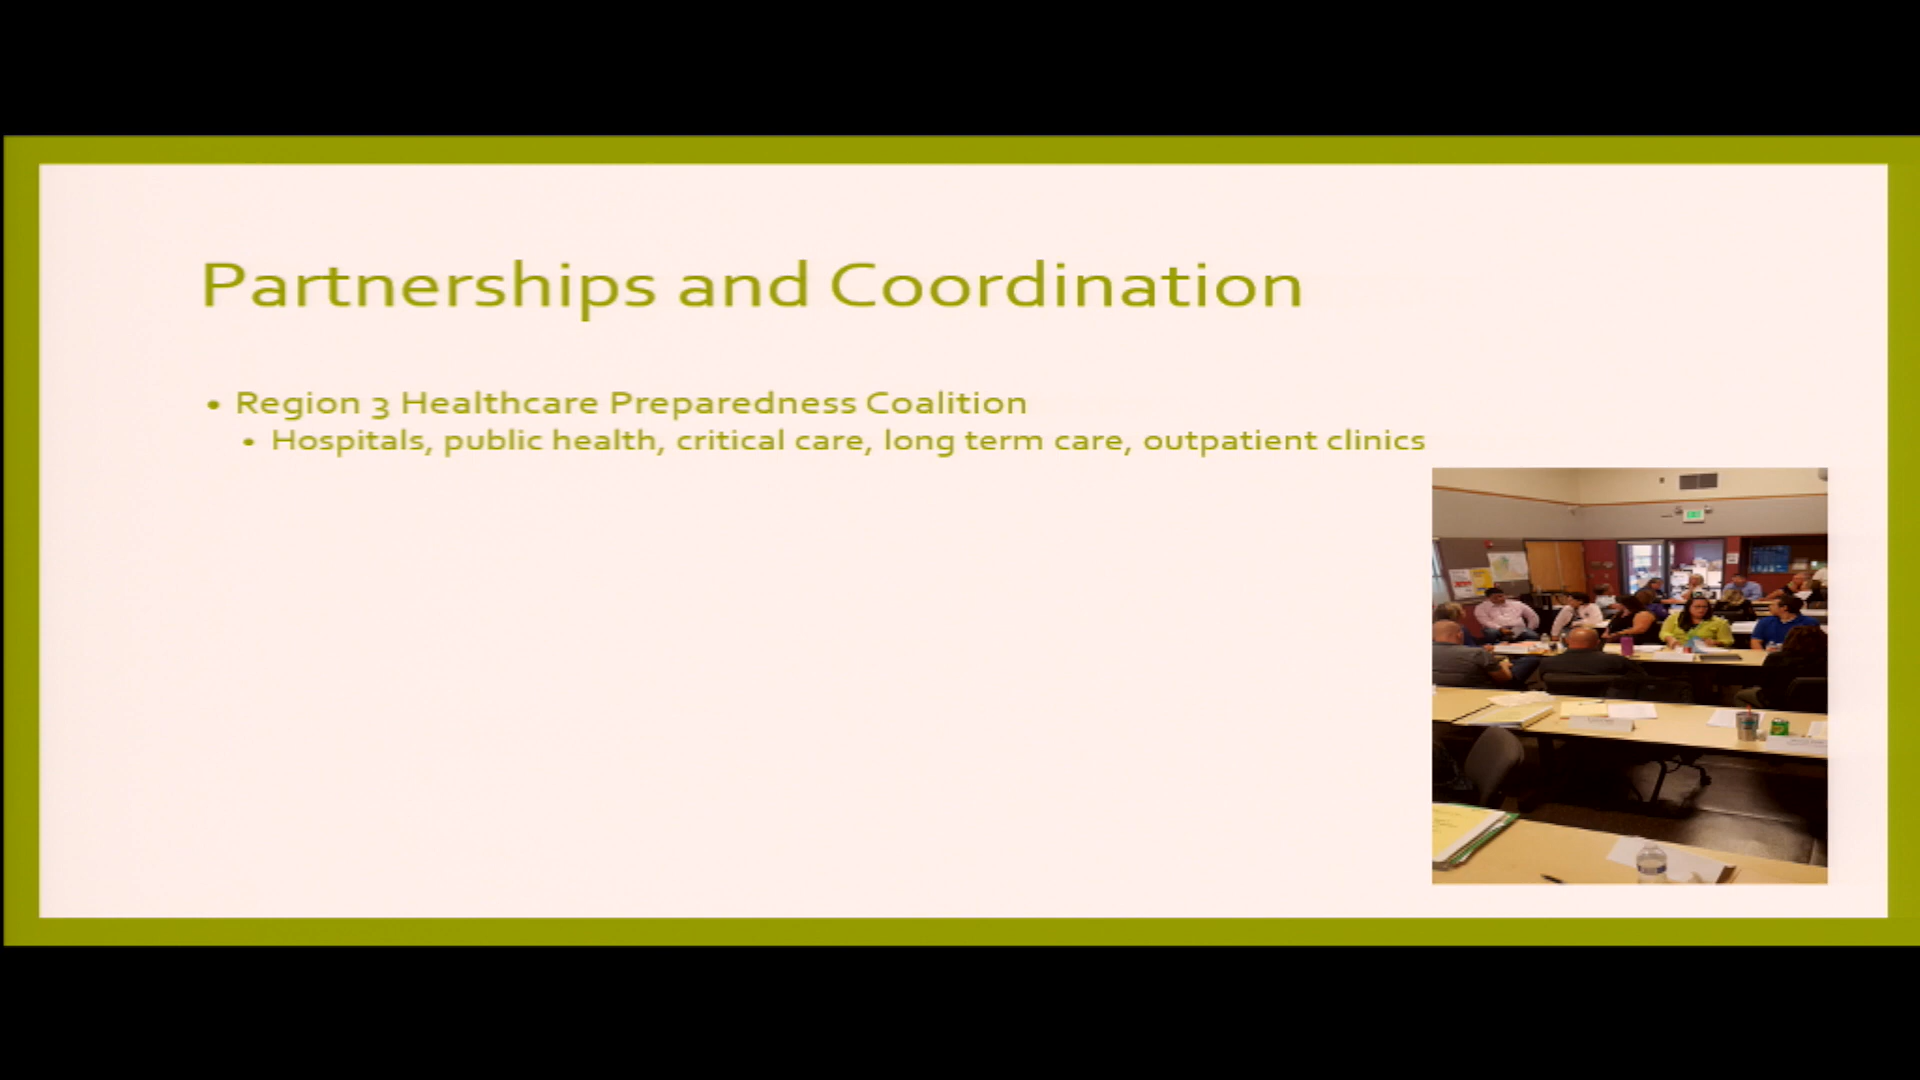 Partnerships and Coordination
• Region 3 Healthcare Preparedness Coalition
• Hospitals, public health, critical care, long term care, outpatient clinics